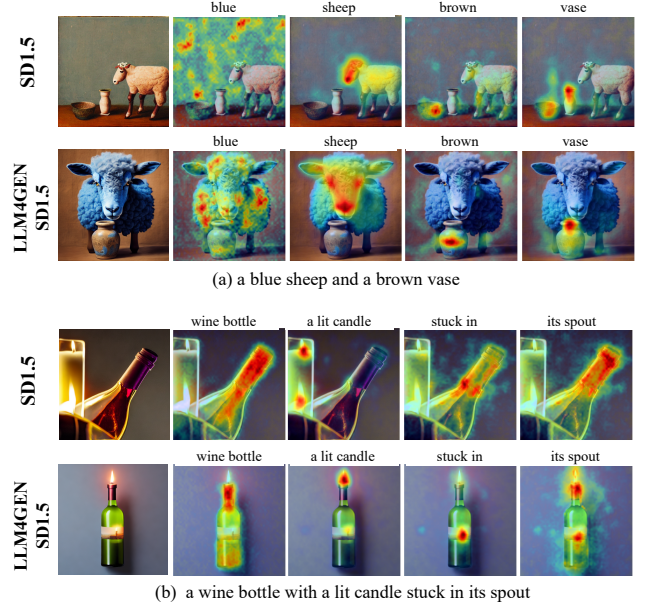 blue sheep brown vase
SD1.5
blue sheep brown vase
LLM4GEN
SD1.5
(a) a blue sheep and a brown vase
wine bottle a lit candle stuck in its spout
SD1.5
wine bottle a lit candle stuck in its spout
LLM4GEN
SD1.5
(b) a wine bottle with a lit candle stuck in its spout